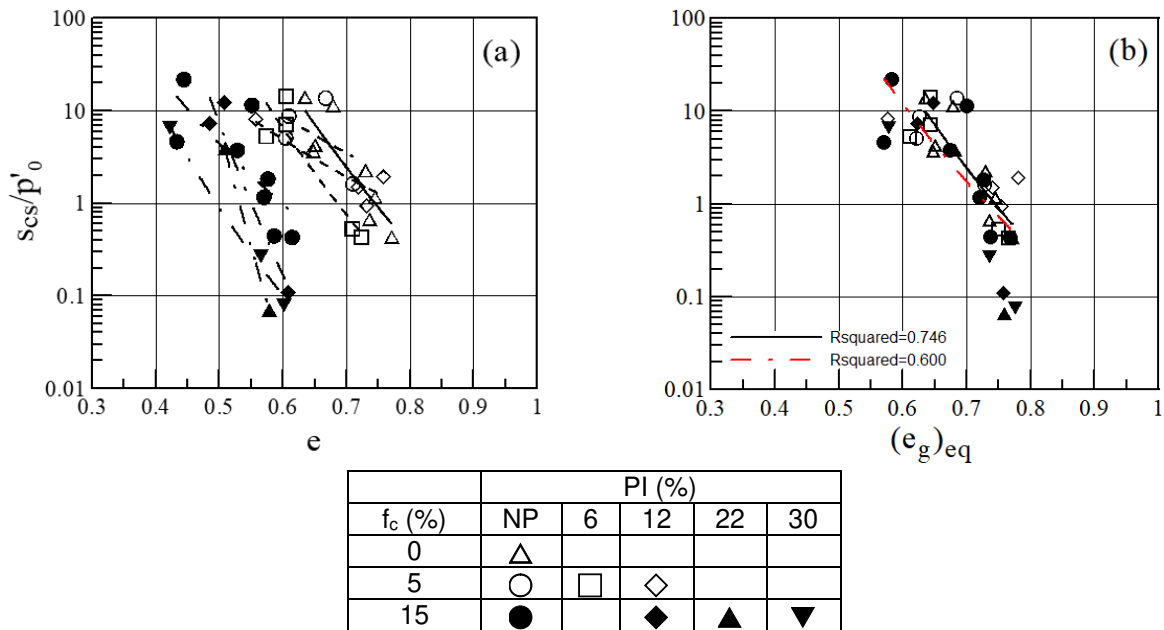 100
10
1
0.1
0.01
s_cs/p'_0
(a)
0.3 0.4 0.5 0.6 0.7 0.8 0.9 1
e
100
10
1
0.1
0.01
(b)
Rsquared=0.746
Rsquared=0.600
0.3 0.4 0.5 0.6 0.7 0.8 0.9 1
(e_g)_eq
PI (%)
f_c (%) NP 6 12 22 30
0
5
15